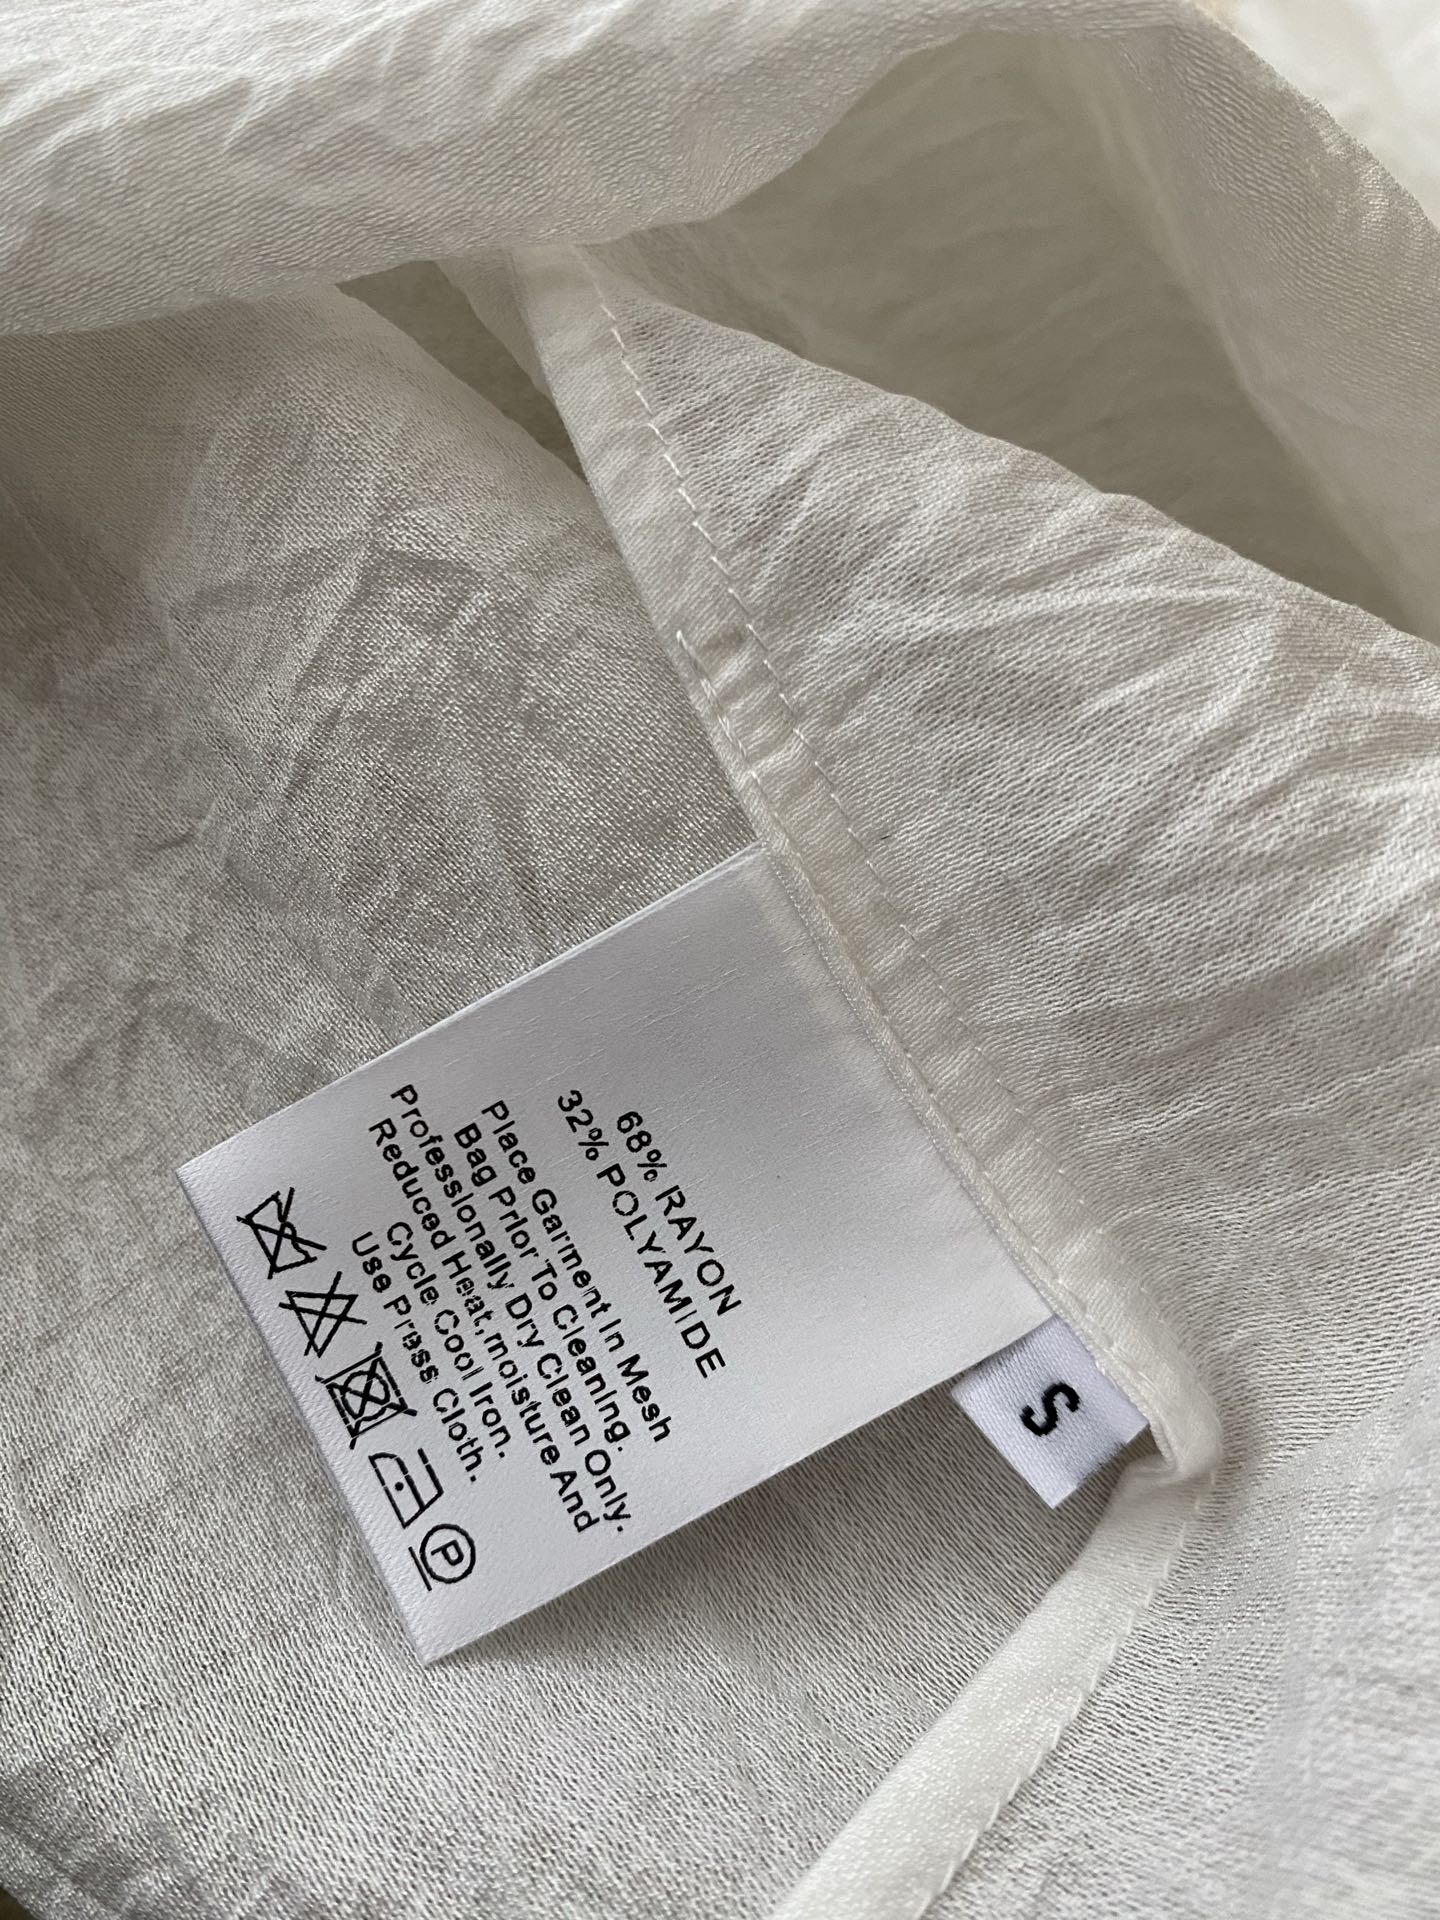 68% RAYON
32% POLYAMIDE
Place Garment In Mesh
Bag Prior To Cleaning.
Professionally Dry Clean Only.
Reduced Heat, moisture And
Cycle Cool Iron.
Use Press Cloth.
P
S